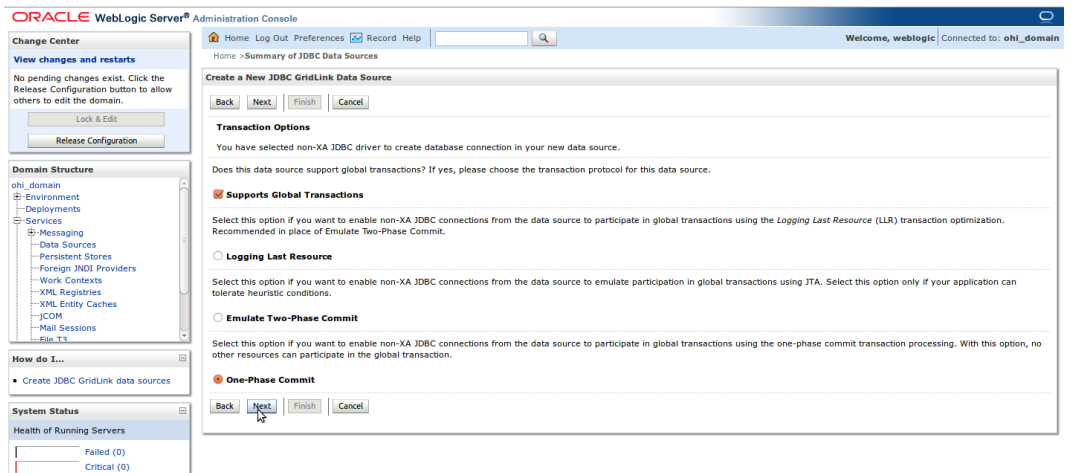 ORACLE WebLogic Server® Administration Console
Change Center
View changes and restarts
No pending changes exist. Click the
Release Configuration button to allow
others to edit the domain.
Lock & Edit
Release Configuration
Domain Structure
ohi_domain
Environment
Deployments
Services
Messaging
Data Sources
Persistent Stores
Foreign JNDI Providers
Work Contexts
XML Registries
XML Entity Caches
jCOM
Mail Sessions
File T3
How do I...
Create JDBC GridLink data sources
System Status
Health of Running Servers
Failed (0)
Critical (0)
Home Log Out Preferences Record Help
Welcome, weblogic Connected to: ohi_domain
Home >Summary of JDBC Data Sources
Create a New JDBC GridLink Data Source
Back Next Finish Cancel
Transaction Options
You have selected non-XA JDBC driver to create database connection in your new data source.
Does this data source support global transactions? If yes, please choose the transaction protocol for this data source.
Supports Global Transactions
Select this option if you want to enable non-XA JDBC connections from the data source to participate in global transactions using the Logging Last Resource (LLR) transaction optimization.
Recommended in place of Emulate Two-Phase Commit.
Logging Last Resource
Select this option if you want to enable non-XA JDBC connections from the data source to emulate participation in global transactions using JTA. Select this option only if your application can
tolerate heuristic conditions.
Emulate Two-Phase Commit
Select this option if you want to enable non-XA JDBC connections from the data source to participate in global transactions using the one-phase commit transaction processing. With this option, no
other resources can participate in the global transaction.
One-Phase Commit
Back Next Finish Cancel